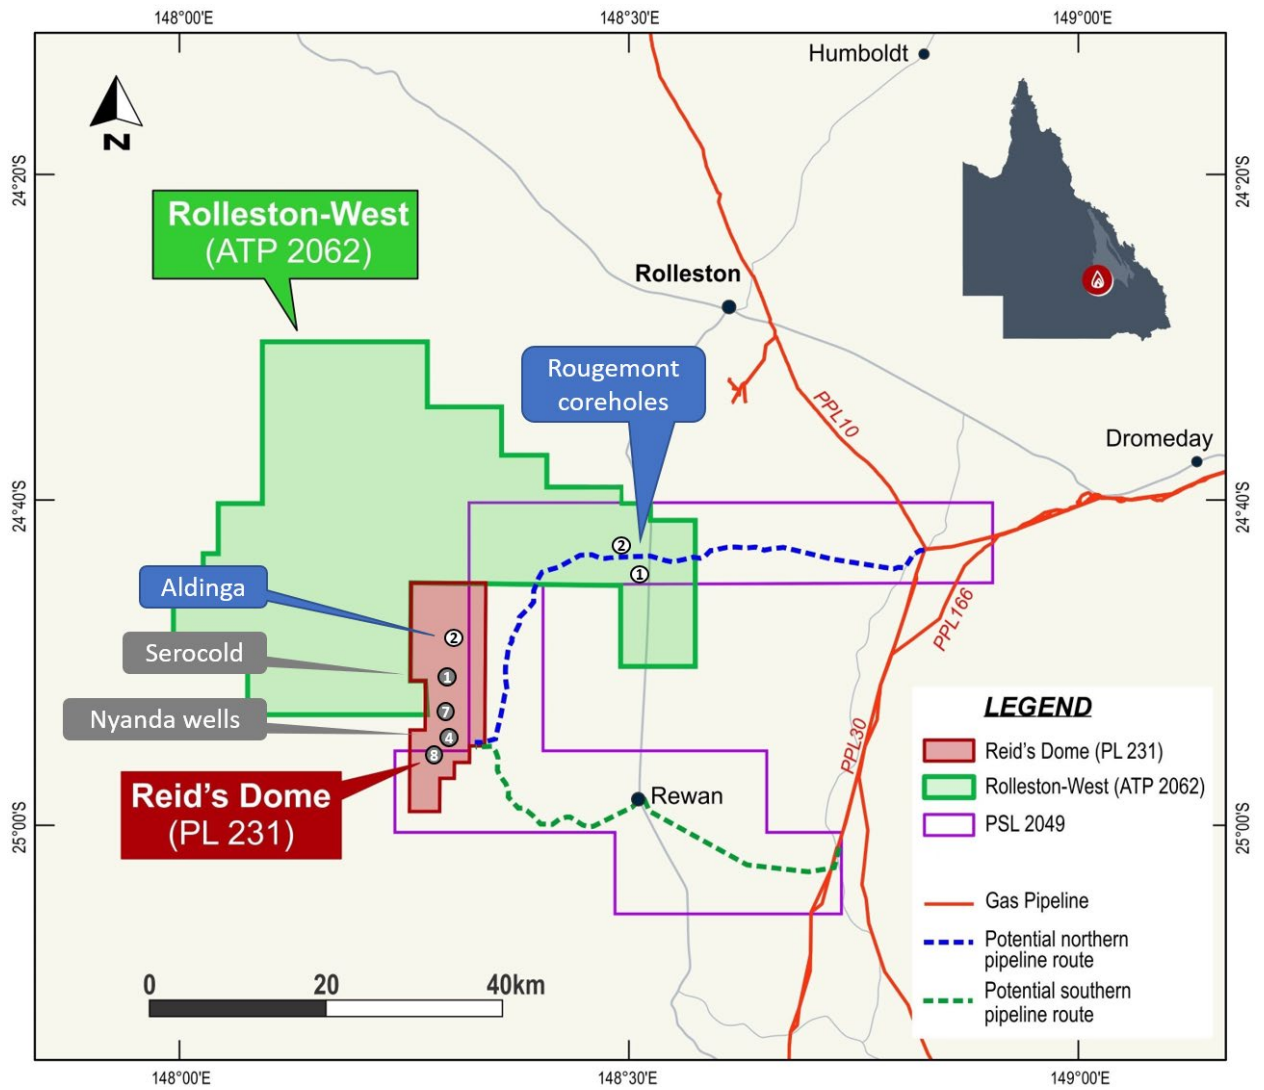 148°00'E
148°30'E
149°00'E
Humboldt
N
24°20'S
24°20'S
Rolleston-West
(ATP 2062)
Rolleston
Rougemont
coreholes
PPL10
Dromeday
24°40'S
24°40'S
2
1
Aldinga
2
PPL166
Serocold
1
7
Nyanda wells
4
8
PPL30
LEGEND
Reid's Dome (PL 231)
Rolleston-West (ATP 2062)
PSL 2049
Gas Pipeline
Potential northern
pipeline route
Potential southern
pipeline route
Reid's Dome
(PL 231)
Rewan
25°00'S
25°00'S
0
20
40km
148°00'E
148°30'E
149°00'E